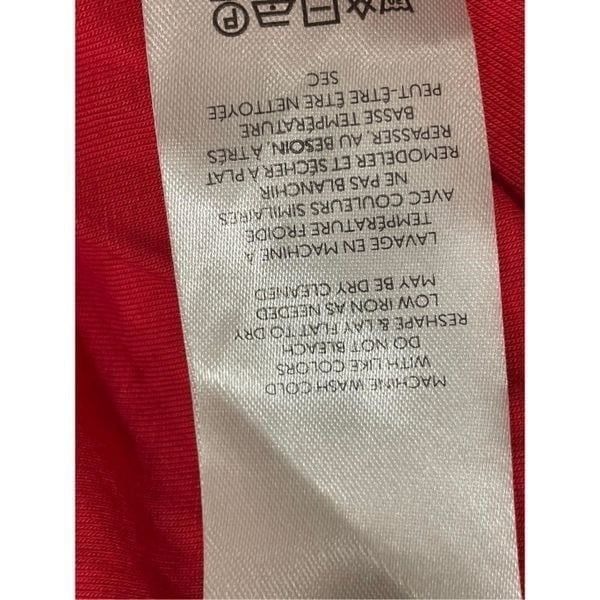 MACHINE WASH COLD
WITH LIKE COLORS
DO NOT BLEACH
RESHAPE & LAY FLAT TO DRY
LOW IRON AS NEEDED
MAY BE DRY CLEANED
LAVAGE EN MACHINE A
TEMPÉRATURE FROIDE
AVEC COULEURS SIMILAIRES
NE PAS BLANCHIR
REMODELER ET SÉCHER A PLAT
REPASSER, AU BESOIN, A TRÉS
BASSE TEMPÉRATURE
PEUT-ÊTRE ÊTRE NETTOYÉE
SEC
P